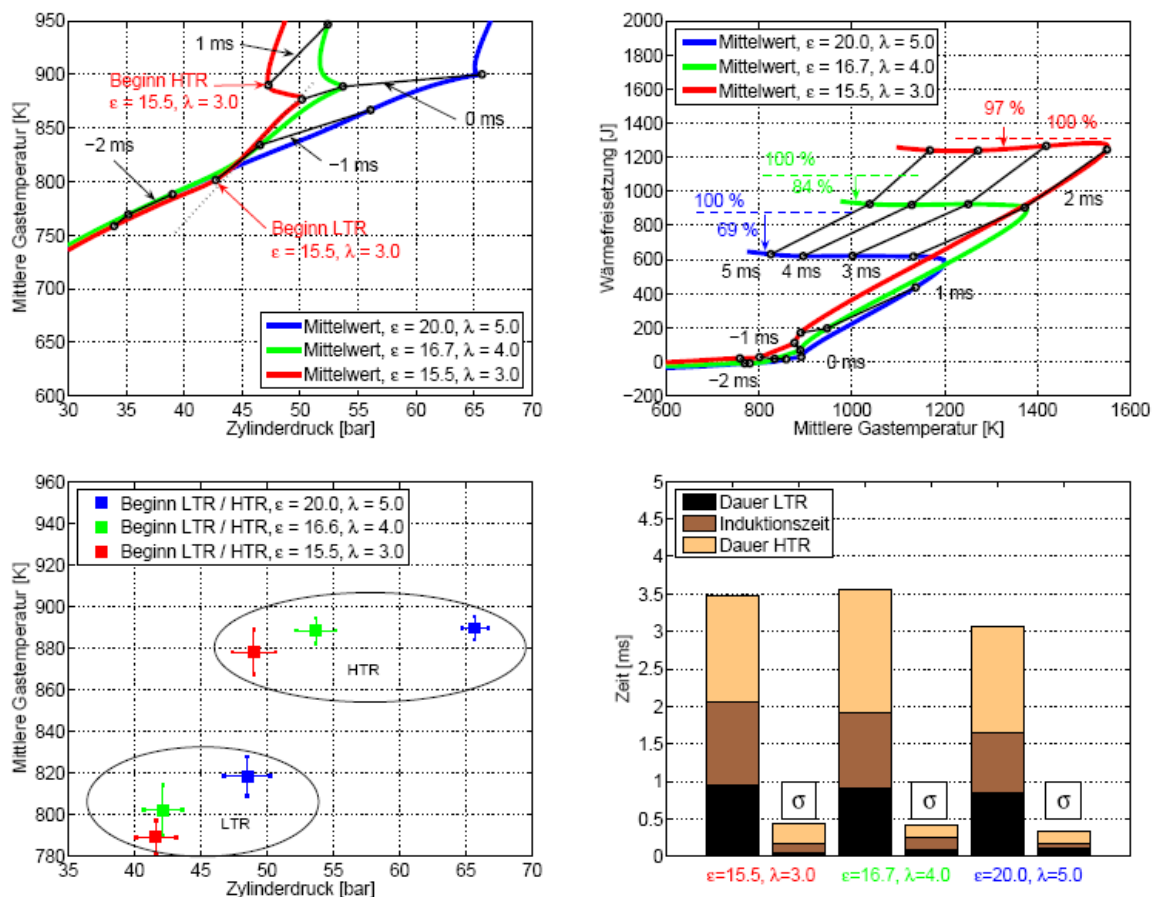 950
900
850
800
750
700
650
600
Mittlere Gastemperatur [K]
1 ms
Beginn HTR
ε = 15.5, λ = 3.0
0 ms
−1 ms
−2 ms
Beginn LTR
ε = 15.5, λ = 3.0
Mittelwert, ε = 20.0, λ = 5.0
Mittelwert, ε = 16.7, λ = 4.0
Mittelwert, ε = 15.5, λ = 3.0
30 35 40 45 50 55 60 65 70
Zylinderdruck [bar]
2000
1800
1600
1400
1200
1000
800
600
400
200
0
Wärmefreisetzung [J]
Mittelwert, ε = 20.0, λ = 5.0
Mittelwert, ε = 16.7, λ = 4.0
Mittelwert, ε = 15.5, λ = 3.0
97 %
100 %
100 %
84 %
100 %
69 %
2 ms
5 ms 4 ms 3 ms
1 ms
−1 ms
0 ms
−2 ms
600 800 1000 1200 1400 1600
Mittlere Gastemperatur [K]
960
940
920
900
880
860
840
820
800
780
Mittlere Gastemperatur [K]
Beginn LTR / HTR, ε = 20.0, λ = 5.0
Beginn LTR / HTR, ε = 16.6, λ = 4.0
Beginn LTR / HTR, ε = 15.5, λ = 3.0
HTR
LTR
35 40 45 50 55 60 65 70
Zylinderdruck [bar]
5
4.5
4
3.5
3
2.5
2
1.5
1
0.5
0
Zeit [ms]
Dauer LTR
Induktionszeit
Dauer HTR
σ σ σ
ε=15.5, λ=3.0 ε=16.7, λ=4.0 ε=20.0, λ=5.0